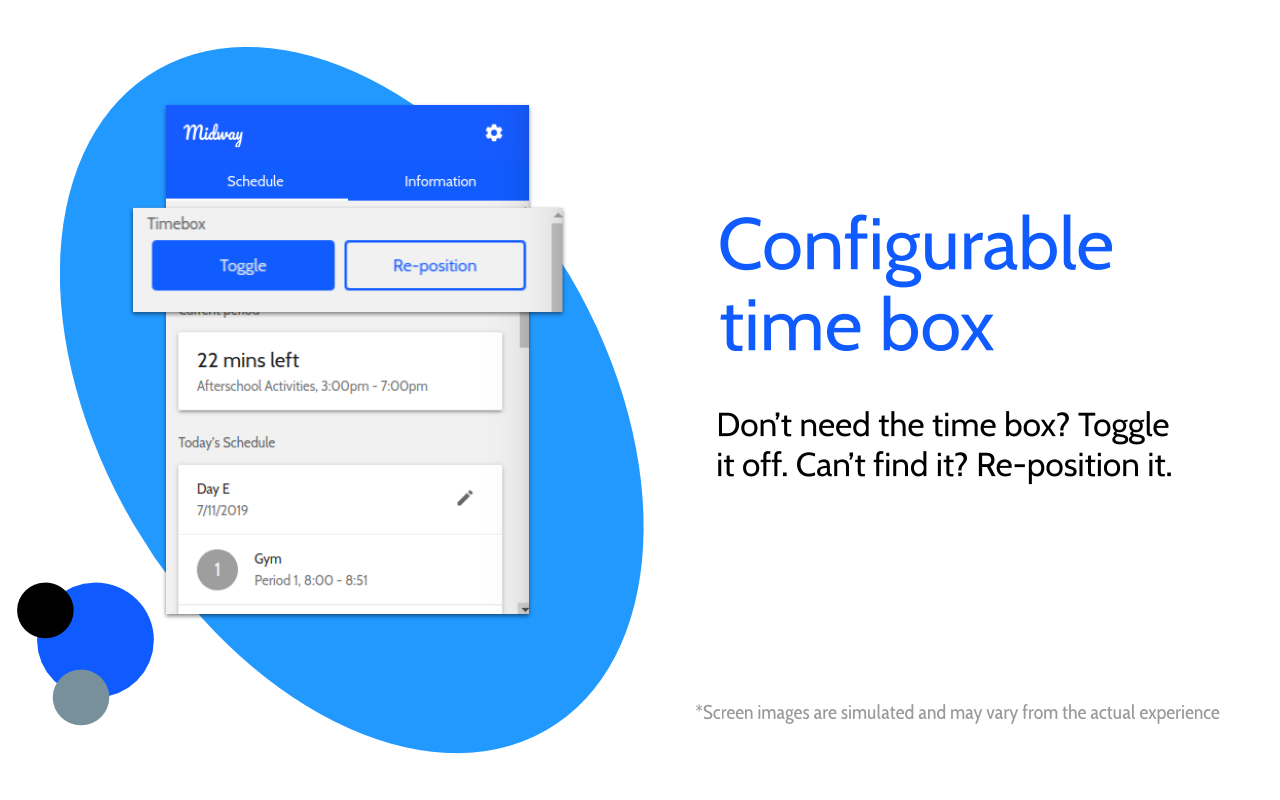 Midway
Schedule
Information
Timebox
Toggle
Re-position
Current period
22 mins left
Afterschool Activities, 3:00pm - 7:00pm
Today's Schedule
Day E
7/11/2019
1
Gym
Period 1, 8:00 - 8:51
Configurable
time box
Don't need the time box? Toggle
it off. Can't find it? Re-position it.
*Screen images are simulated and may vary from the actual experience